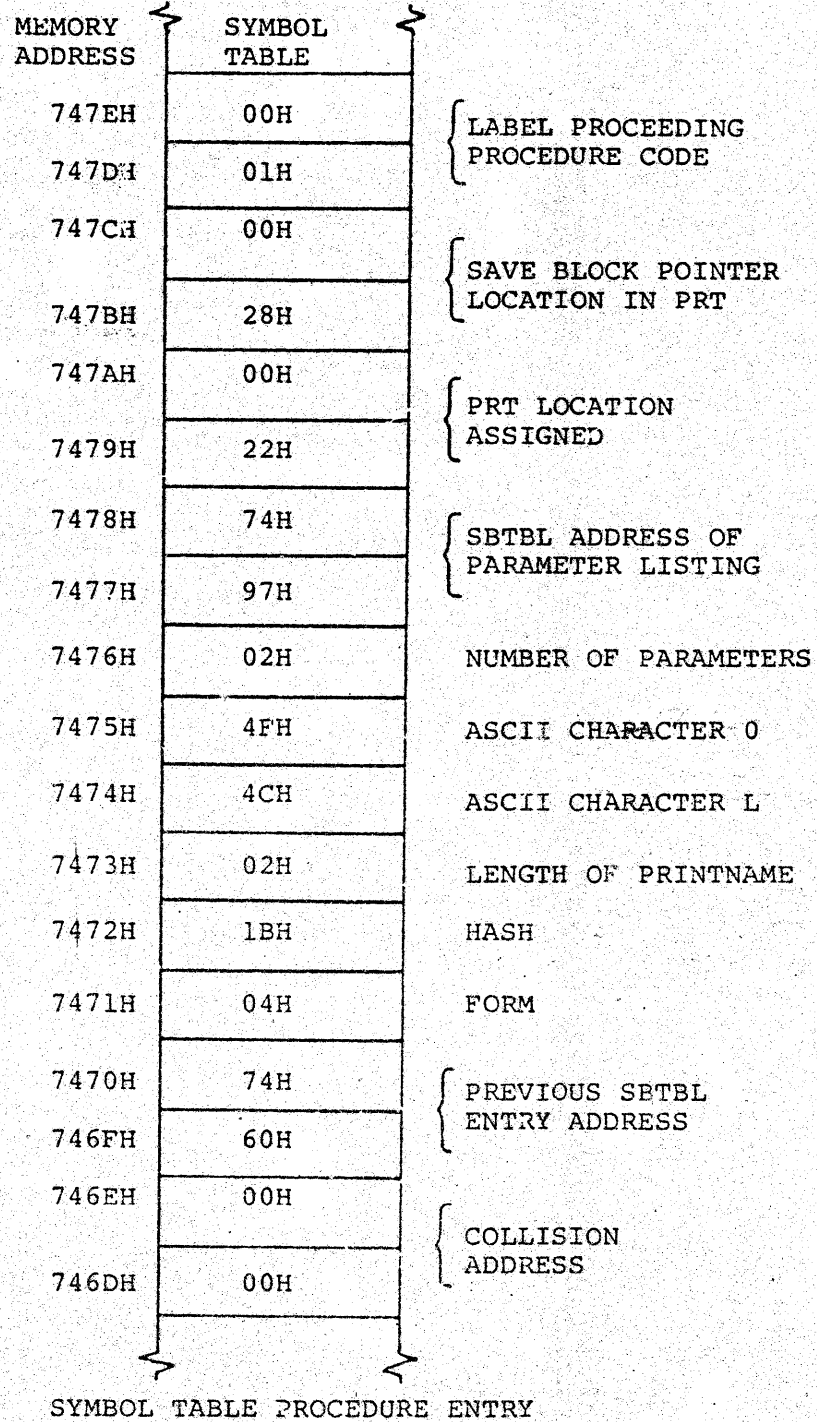 MEMORY SYMBOL
ADDRESS TABLE
747EH 00H
LABEL PROCEEDING
747DH 01H
PROCEDURE CODE
747CH 00H
SAVE BLOCK POINTER
LOCATION IN PRT
747BH 28H
747AH 00H
PRT LOCATION
ASSIGNED
7479H 22H
7478H 74H
SBTBL ADDRESS OF
PARAMETER LISTING
7477H 97H
7476H 02H NUMBER OF PARAMETERS
7475H 4FH ASCII CHARACTER O
7474H 4CH ASCII CHARACTER L
7473H 02H LENGTH OF PRINTNAME
7472H 1BH HASH
7471H 04H FORM
7470H 74H
PREVIOUS SBTBL
ENTRY ADDRESS
746FH 60H
746EH 00H
COLLISION
ADDRESS
746DH 00H
SYMBOL TABLE PROCEDURE ENTRY